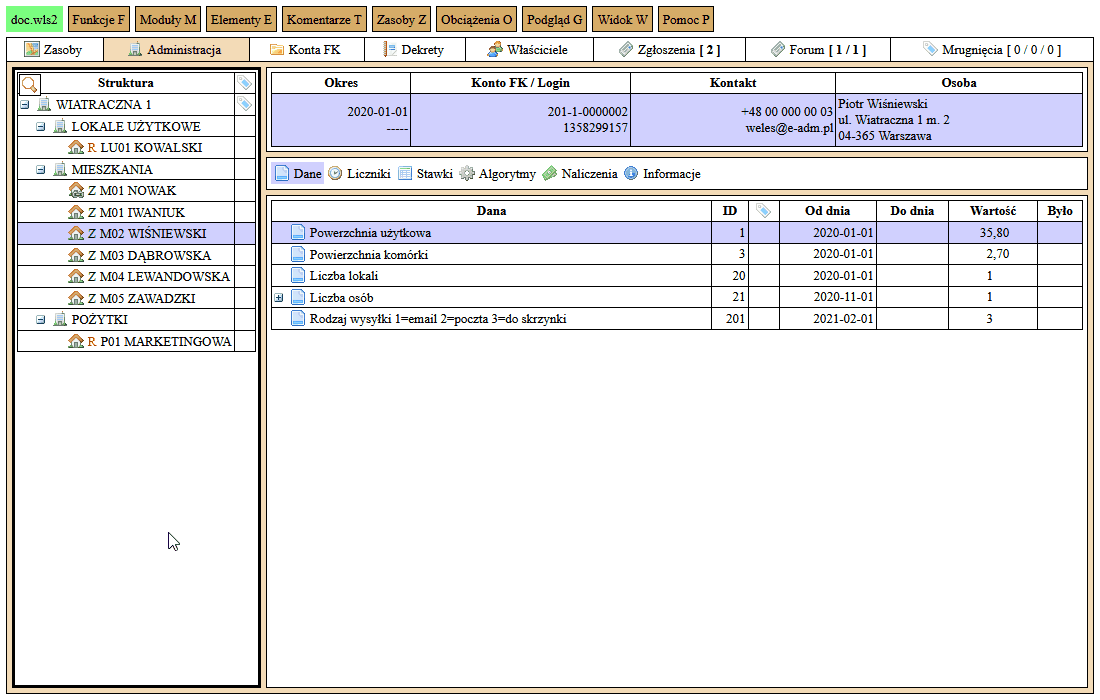 doc.wls2 Funkcje F Moduły M Elementy E Komentarze T Zasoby Z Obciążenia O Podgląd G Widok W Pomoc P
Zasoby Administracja Konta FK Dekrety Właściciele Zgłoszenia [ 2 ] Forum [ 1 / 1 ] Mrugnięcia [ 0 / 0 / 0 ]
Struktura
WIATRACZNA 1
LOKALE UŻYTKOWE
R LU01 KOWALSKI
MIESZKANIA
Z M01 NOWAK
Z M01 IWANIUK
Z M02 WIŚNIEWSKI
Z M03 DĄBROWSKA
Z M04 LEWANDOWSKA
Z M05 ZAWADZKI
POŻYTKI
R P01 MARKETINGOWA
Okres Konto FK / Login Kontakt Osoba
2020-01-01 201-1-0000002 +48 00 000 00 03 Piotr Wiśniewski
----- 1358299157 weles@e-adm.pl ul. Wiatraczna 1 m. 2
04-365 Warszawa
Dane Liczniki Stawki Algorytmy Naliczenia Informacje
Dana ID Od dnia Do dnia Wartość Było
Powerzchnia użytkowa 1 2020-01-01 35,80
Powierzchnia komórki 3 2020-01-01 2,70
Liczba lokali 20 2020-01-01 1
Liczba osób 21 2020-11-01 1
Rodzaj wysyłki 1=email 2=poczta 3=do skrzynki 201 2021-02-01 3